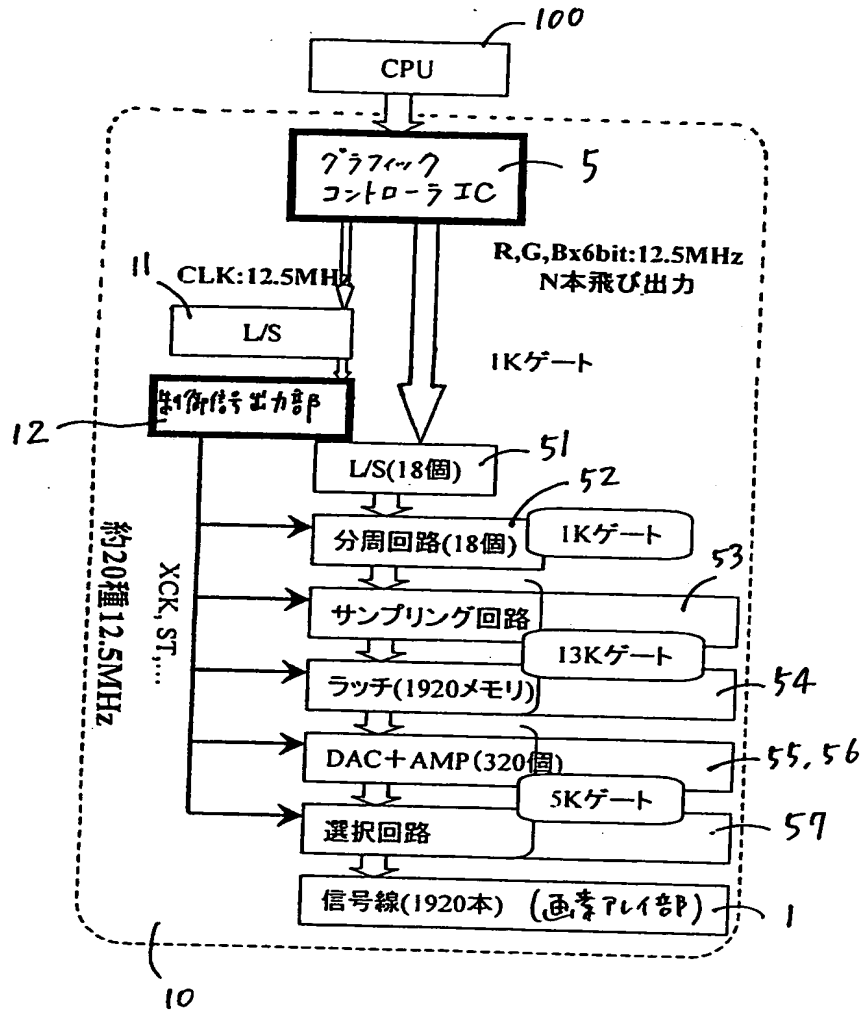 100
CPU
グラフィック
コントローラIC
5
R,G,Bx6bit:12.5MHz
N本飛び出力
11
CLK:12.5MHz
L/S
1Kゲート
制御信号出力部
12
L/S(18個)
51
52
分周回路(18個)
1Kゲート
53
サンプリング回路
13Kゲート
ラッチ(1920メモリ)
54
DAC+AMP(320個)
55,56
5Kゲート
選択回路
57
信号線(1920本) (画素アレイ部)
1
約20種12.5MHz
XCK, ST,...
10